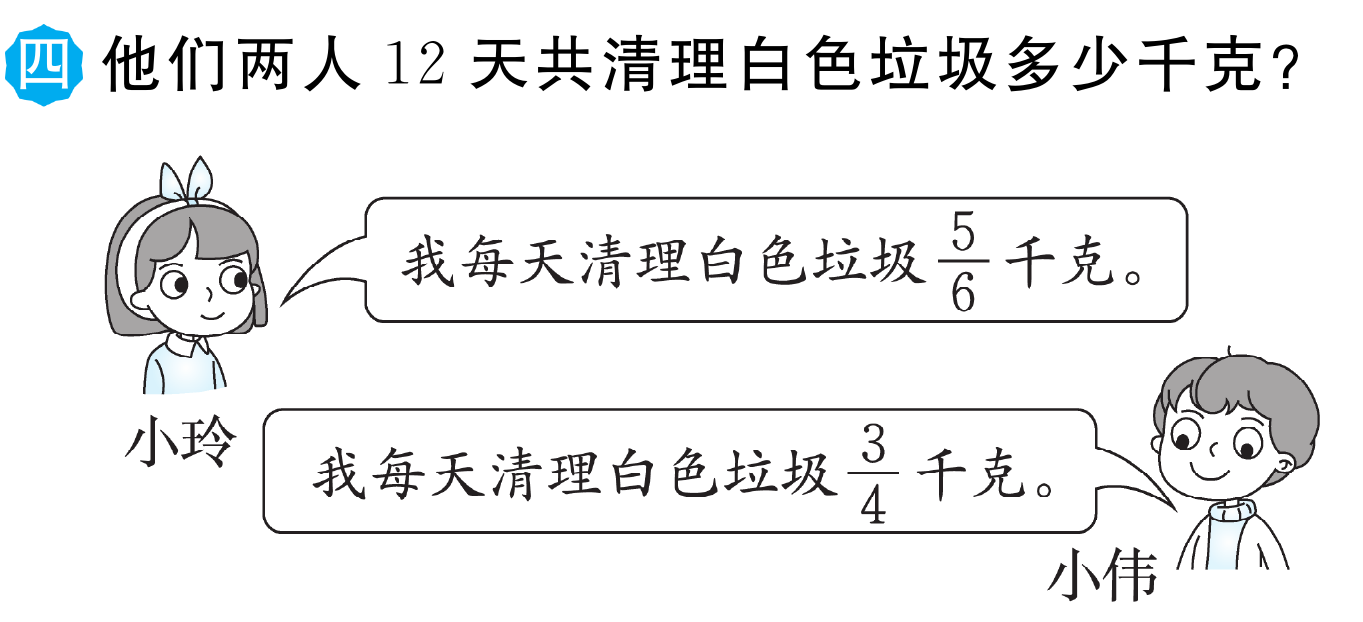 四 他们两人 12 天共清理白色垃圾多少千克?
我每天清理白色垃圾 5/6 千克。
小玲
我每天清理白色垃圾 3/4 千克。
小伟